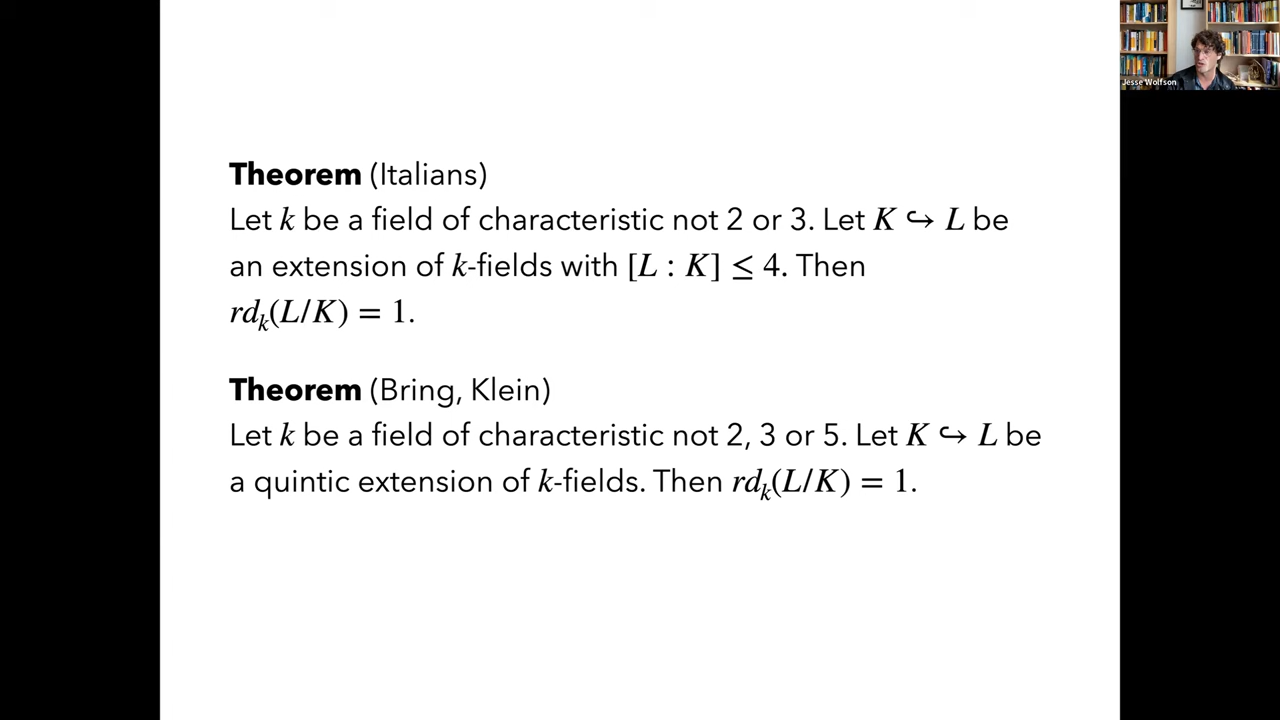 Jesse Wolfson
Theorem (Italians)
Let k be a field of characteristic not 2 or 3. Let K ↪ L be
an extension of k-fields with [L : K] ≤ 4. Then
rdₖ(L/K) = 1.
Theorem (Bring, Klein)
Let k be a field of characteristic not 2, 3 or 5. Let K ↪ L be
a quintic extension of k-fields. Then rdₖ(L/K) = 1.